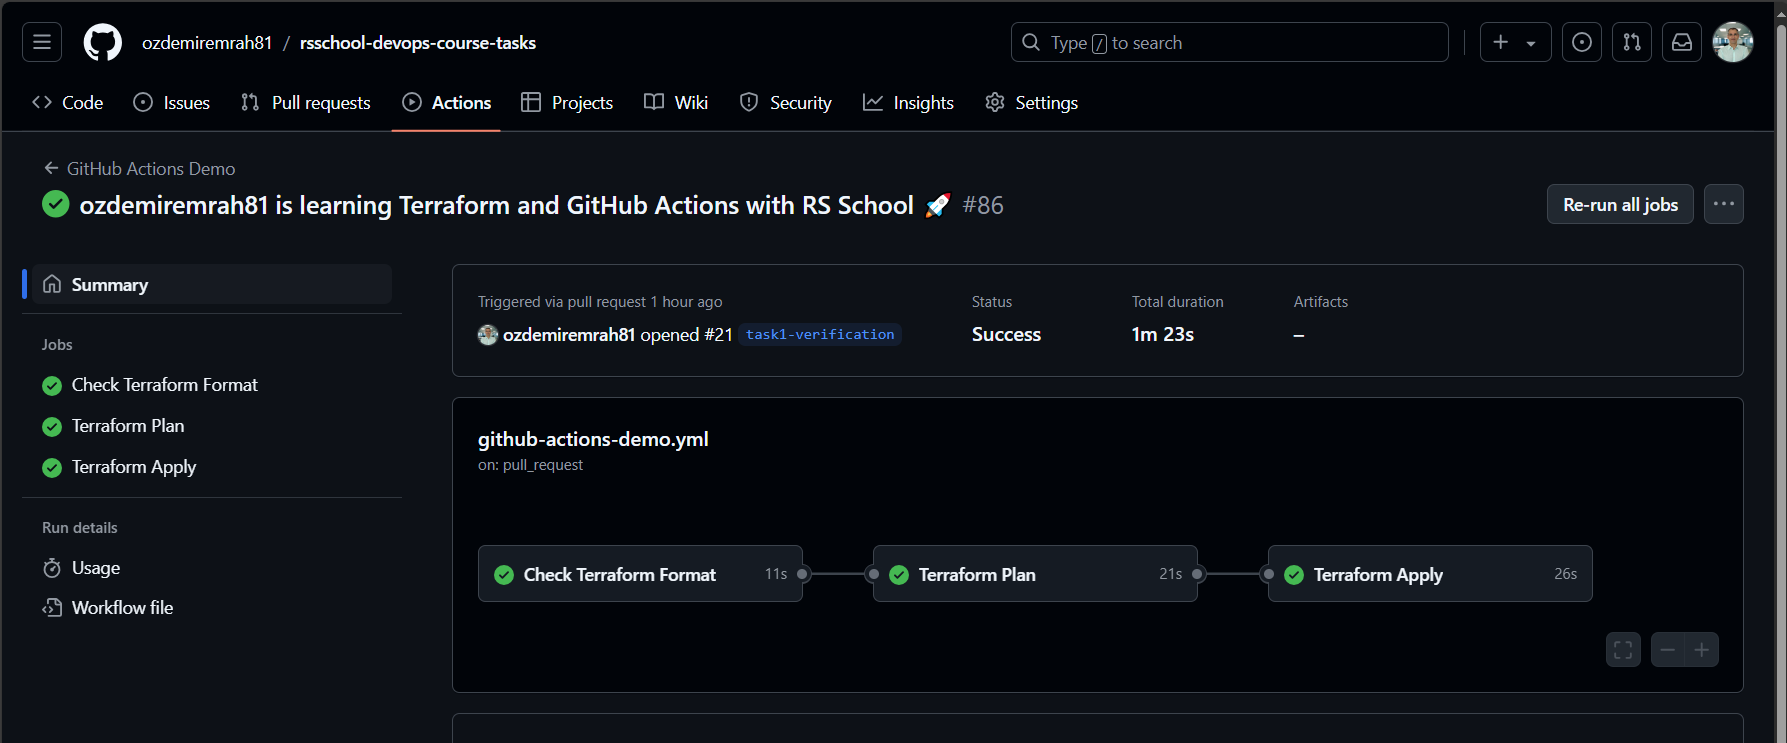 ozdemiremrah81 / rsschool-devops-course-tasks
Type / to search
Code Issues Pull requests Actions Projects Wiki Security Insights Settings
GitHub Actions Demo
ozdemiremrah81 is learning Terraform and GitHub Actions with RS School 🚀 #86
Re-run all jobs
Summary
Jobs
Check Terraform Format
Terraform Plan
Terraform Apply
Run details
Usage
Workflow file
Triggered via pull request 1 hour ago
ozdemiremrah81 opened #21 task1-verification
Status
Success
Total duration
1m 23s
Artifacts
–
github-actions-demo.yml
on: pull_request
Check Terraform Format 11s
Terraform Plan 21s
Terraform Apply 26s